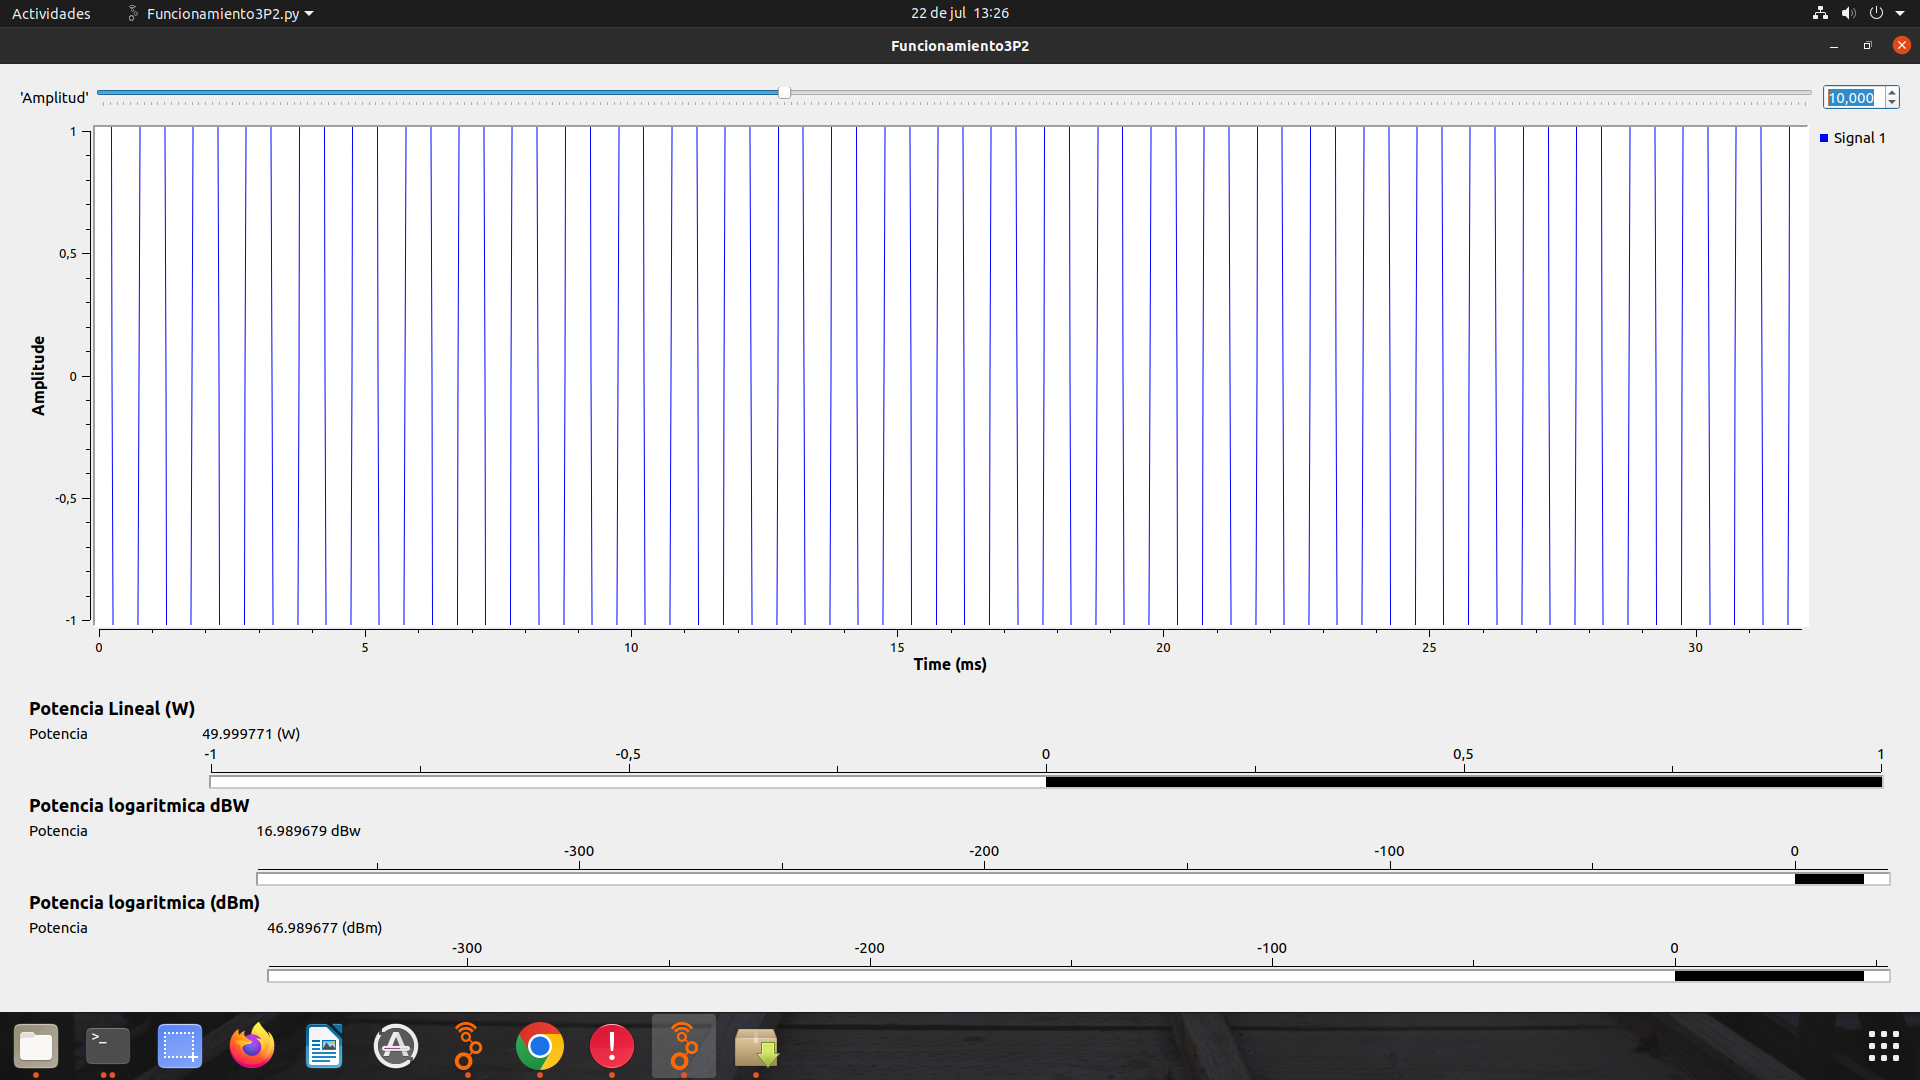 Actividades
Funcionamiento3P2.py
22 de jul 13:26
Funcionamiento3P2
'Amplitud'
10,000
Signal 1
1
0,5
0
-0,5
-1
Amplitude
0 5 10 15 20 25 30
Time (ms)
Potencia Lineal (W)
Potencia 49.999771 (W)
-1 -0,5 0 0,5 1
Potencia logaritmica dBW
Potencia 16.989679 dBw
-300 -200 -100 0
Potencia logaritmica (dBm)
Potencia 46.989677 (dBm)
-300 -200 -100 0